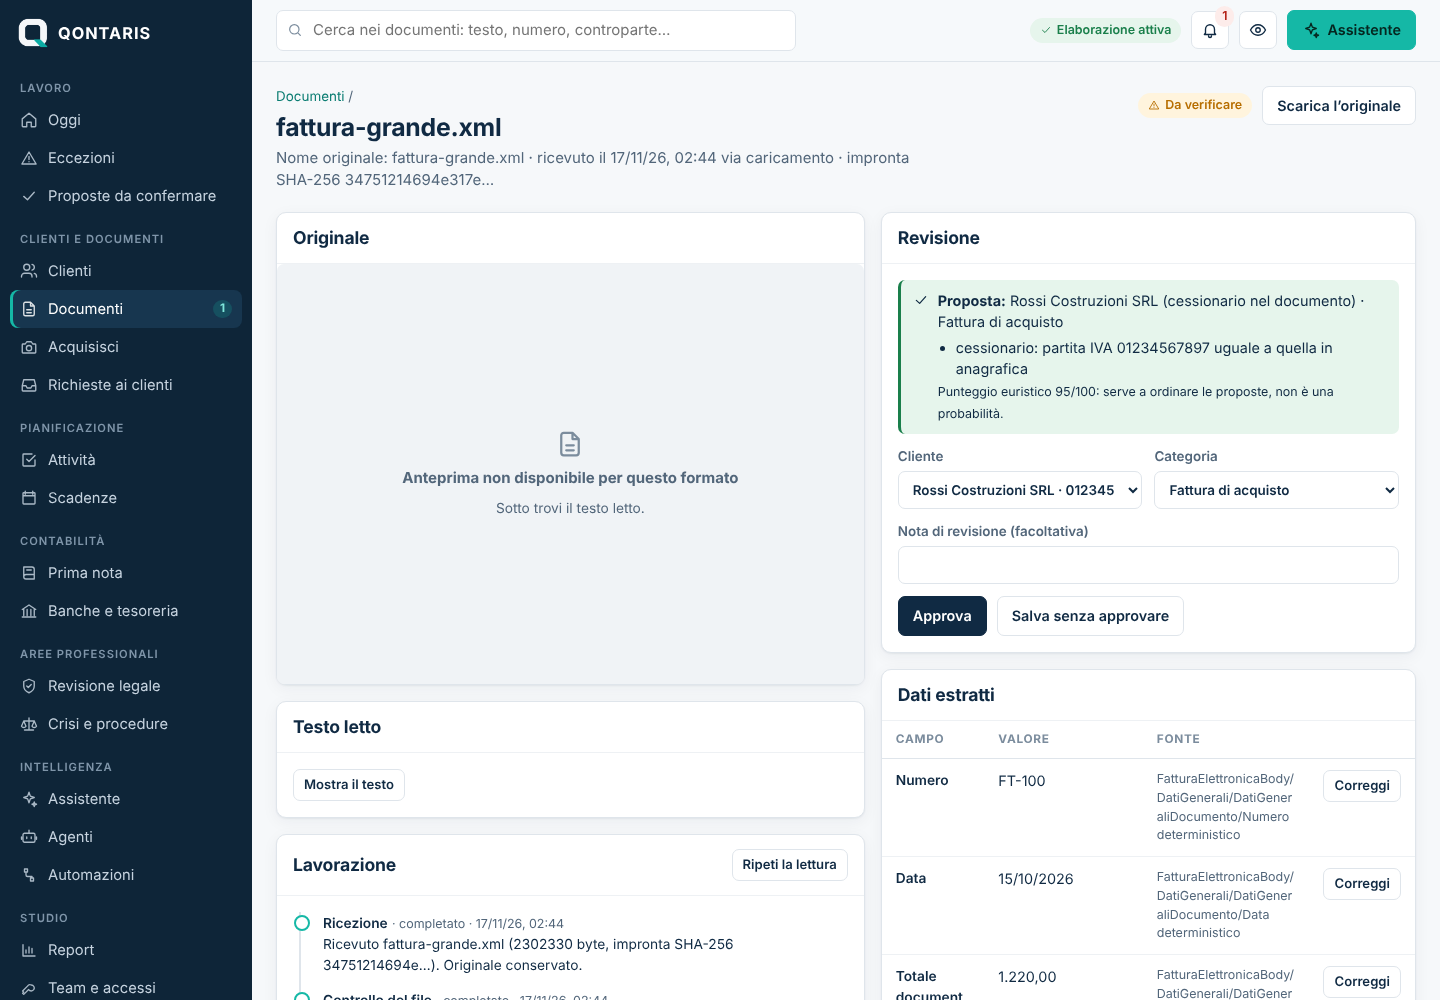 QONTARIS
LAVORO
Oggi
Eccezioni
Proposte da confermare
CLIENTI E DOCUMENTI
Clienti
Documenti 1
Acquisisci
Richieste ai clienti
PIANIFICAZIONE
Attività
Scadenze
CONTABILITÀ
Prima nota
Banche e tesoreria
AREE PROFESSIONALI
Revisione legale
Crisi e procedure
INTELLIGENZA
Assistente
Agenti
Automazioni
STUDIO
Report
Team e accessi
Cerca nei documenti: testo, numero, controparte...
Elaborazione attiva
1
Assistente
Documenti /
fattura-grande.xml
Nome originale: fattura-grande.xml · ricevuto il 17/11/26, 02:44 via caricamento · impronta
SHA-256 34751214694e317e...
Da verificare
Scarica l’originale
Originale
Anteprima non disponibile per questo formato
Sotto trovi il testo letto.
Testo letto
Mostra il testo
Lavorazione
Ripeti la lettura
Ricezione · completato · 17/11/26, 02:44
Ricevuto fattura-grande.xml (2302330 byte, impronta SHA-256
34751214694e...). Originale conservato.
Controllo del file · completato · 17/11/26, 02:44
Revisione
Proposta: Rossi Costruzioni SRL (cessionario nel documento) ·
Fattura di acquisto
• cessionario: partita IVA 01234567897 uguale a quella in
anagrafica
Punteggio euristico 95/100: serve a ordinare le proposte, non è una
probabilità.
Cliente
Categoria
Rossi Costruzioni SRL · 012345
Fattura di acquisto
Nota di revisione (facoltativa)
Approva
Salva senza approvare
Dati estratti
CAMPO VALORE FONTE
Numero FT-100 FatturaElettronicaBody/
DatiGenerali/DatiGener
aliDocumento/Numero
deterministico
Correggi
Data 15/10/2026 FatturaElettronicaBody/
DatiGenerali/DatiGener
aliDocumento/Data
deterministico
Correggi
Totale 1.220,00 FatturaElettronicaBody/
document DatiGenerali/DatiGener
Correggi